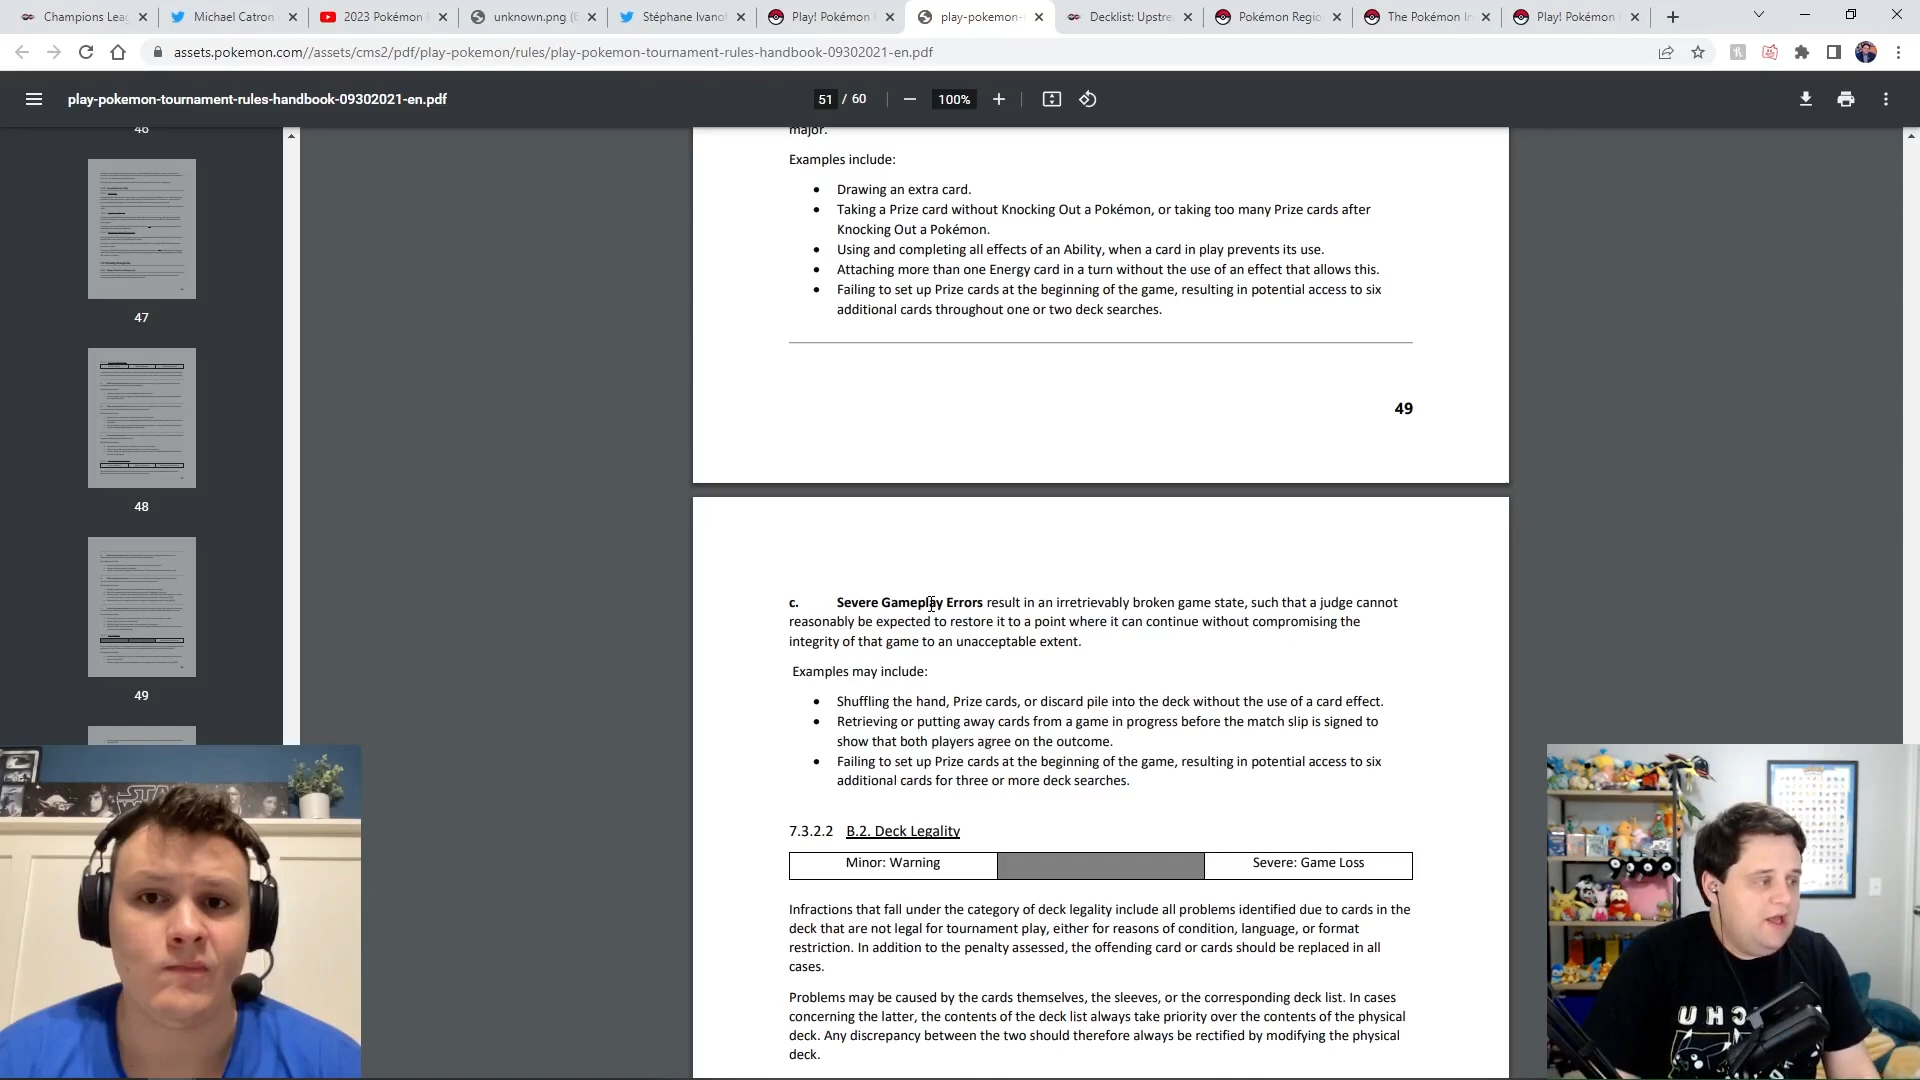 Champions Lea
Michael Catron
2023 Pokémon
unknown.png (6
Stéphane Ivanof
Play! Pokémon
play-pokemon-
Decklist: Upstre
Pokémon Regio
The Pokémon In
Play! Pokémon
assets.pokemon.com//assets/cms2/pdf/play-pokemon/rules/play-pokemon-tournament-rules-handbook-09302021-en.pdf
play-pokemon-tournament-rules-handbook-09302021-en.pdf
51 / 60
100%
46
47
48
49
major.
Examples include:
• Drawing an extra card.
• Taking a Prize card without Knocking Out a Pokémon, or taking too many Prize cards after
Knocking Out a Pokémon.
• Using and completing all effects of an Ability, when a card in play prevents its use.
• Attaching more than one Energy card in a turn without the use of an effect that allows this.
• Failing to set up Prize cards at the beginning of the game, resulting in potential access to six
additional cards throughout one or two deck searches.
49
c. Severe Gameplay Errors result in an irretrievably broken game state, such that a judge cannot
reasonably be expected to restore it to a point where it can continue without compromising the
integrity of that game to an unacceptable extent.
Examples may include:
• Shuffling the hand, Prize cards, or discard pile into the deck without the use of a card effect.
• Retrieving or putting away cards from a game in progress before the match slip is signed to
show that both players agree on the outcome.
• Failing to set up Prize cards at the beginning of the game, resulting in potential access to six
additional cards for three or more deck searches.
7.3.2.2 B.2. Deck Legality
Minor: Warning
Severe: Game Loss
Infractions that fall under the category of deck legality include all problems identified due to cards in the
deck that are not legal for tournament play, either for reasons of condition, language, or format
restriction. In addition to the penalty assessed, the offending card or cards should be replaced in all
cases.
Problems may be caused by the cards themselves, the sleeves, or the corresponding deck list. In cases
concerning the latter, the contents of the deck list always take priority over the contents of the physical
deck. Any discrepancy between the two should therefore always be rectified by modifying the physical
deck.